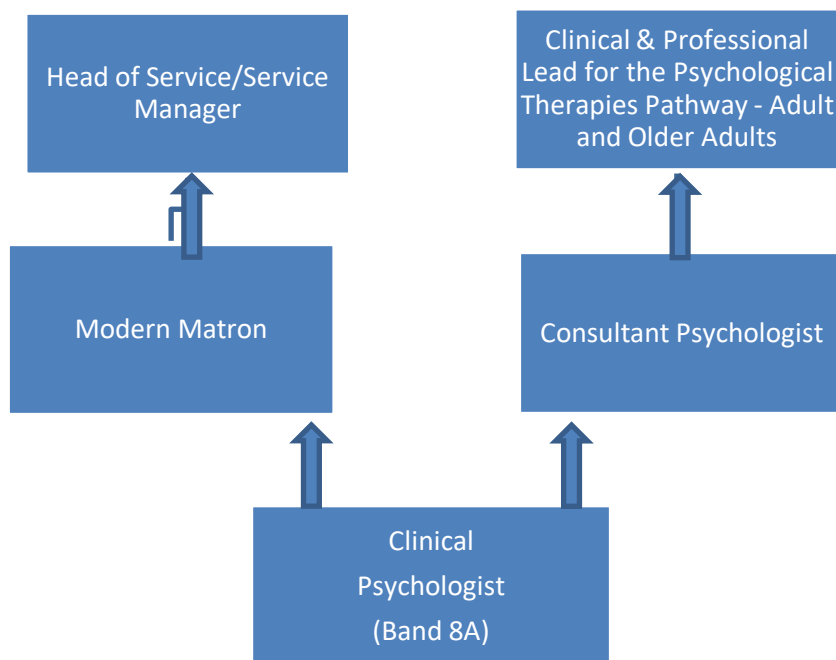 Head of Service/Service
Manager
Clinical & Professional
Lead for the Psychological
Therapies Pathway - Adult
and Older Adults
Modern Matron
Consultant Psychologist
Clinical
Psychologist
(Band 8A)